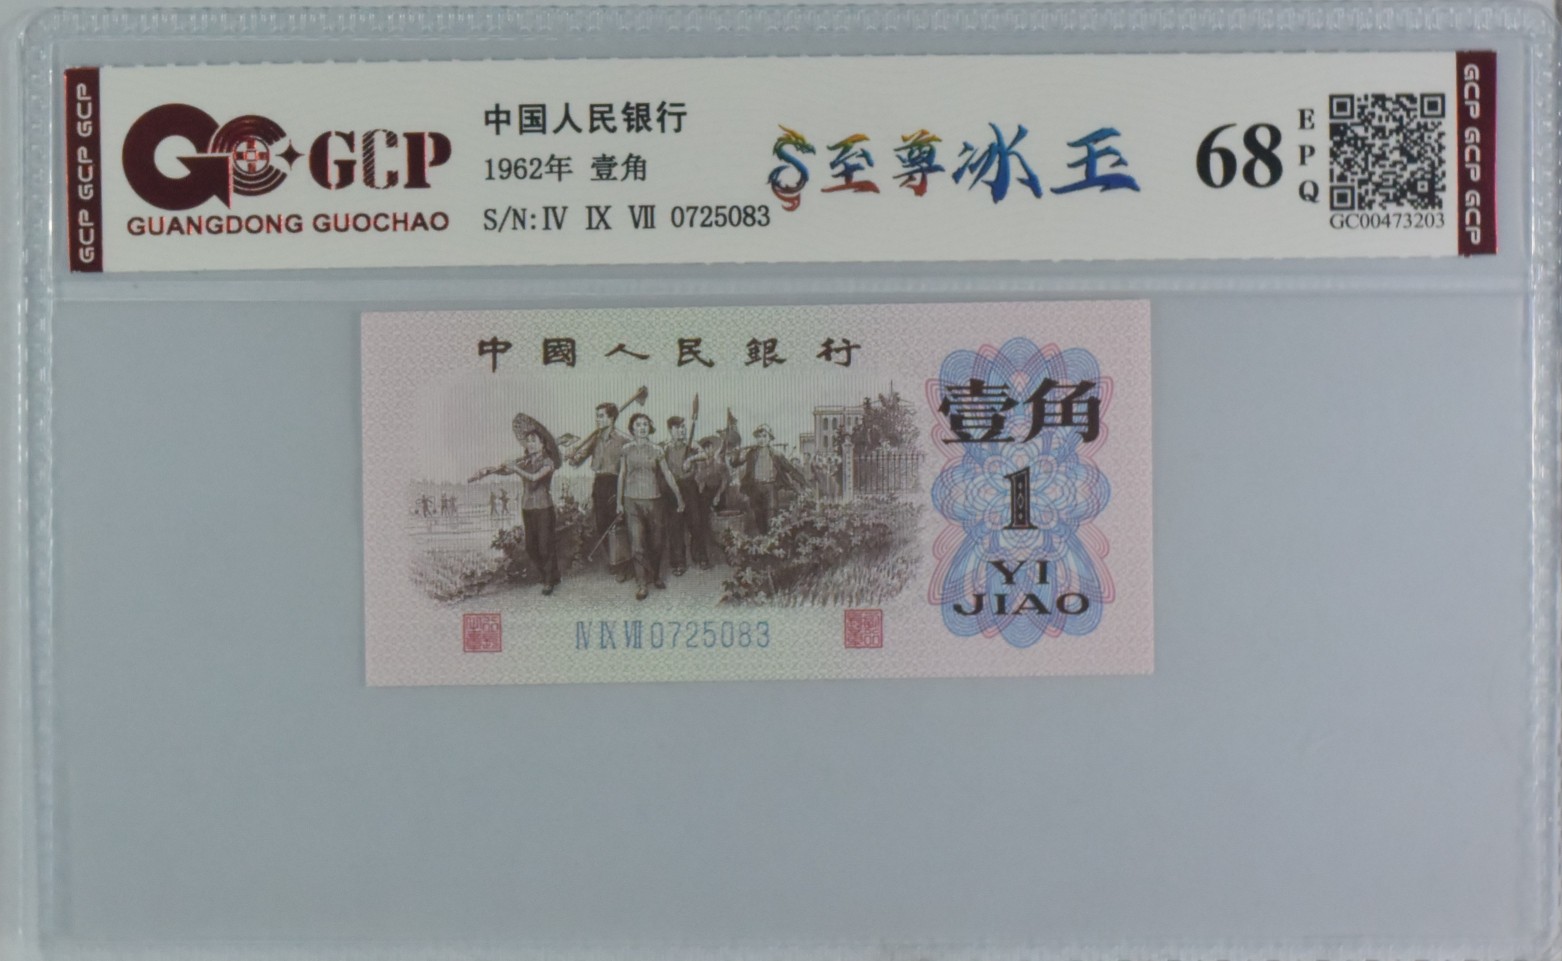 GCP GCP GCP
GCP
GUANGDONG GUOCHAO
中国人民银行
1962年 壹角
S/N:Ⅳ Ⅸ Ⅶ 0725083
至尊冰玉
68
EPQ
GC00473203
GCP GCP GCP
中國人民銀行
壹角
1
YI
JIAO
Ⅳ Ⅸ Ⅶ 0725083